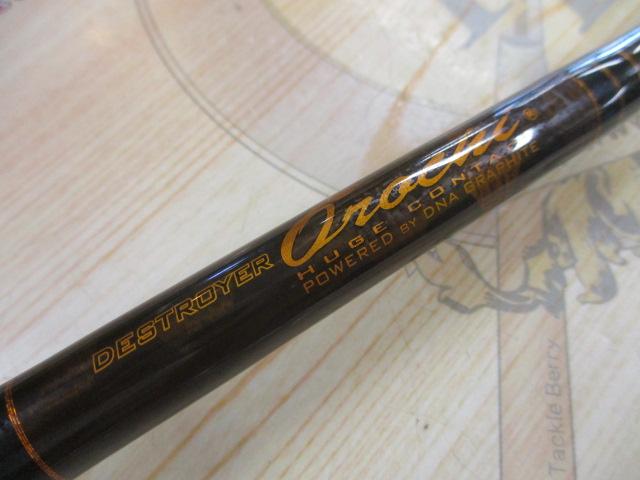 DESTROYER Orochi®
HUGE CONTACT
POWERED BY DNA GRAPHITE
Tackle Berry